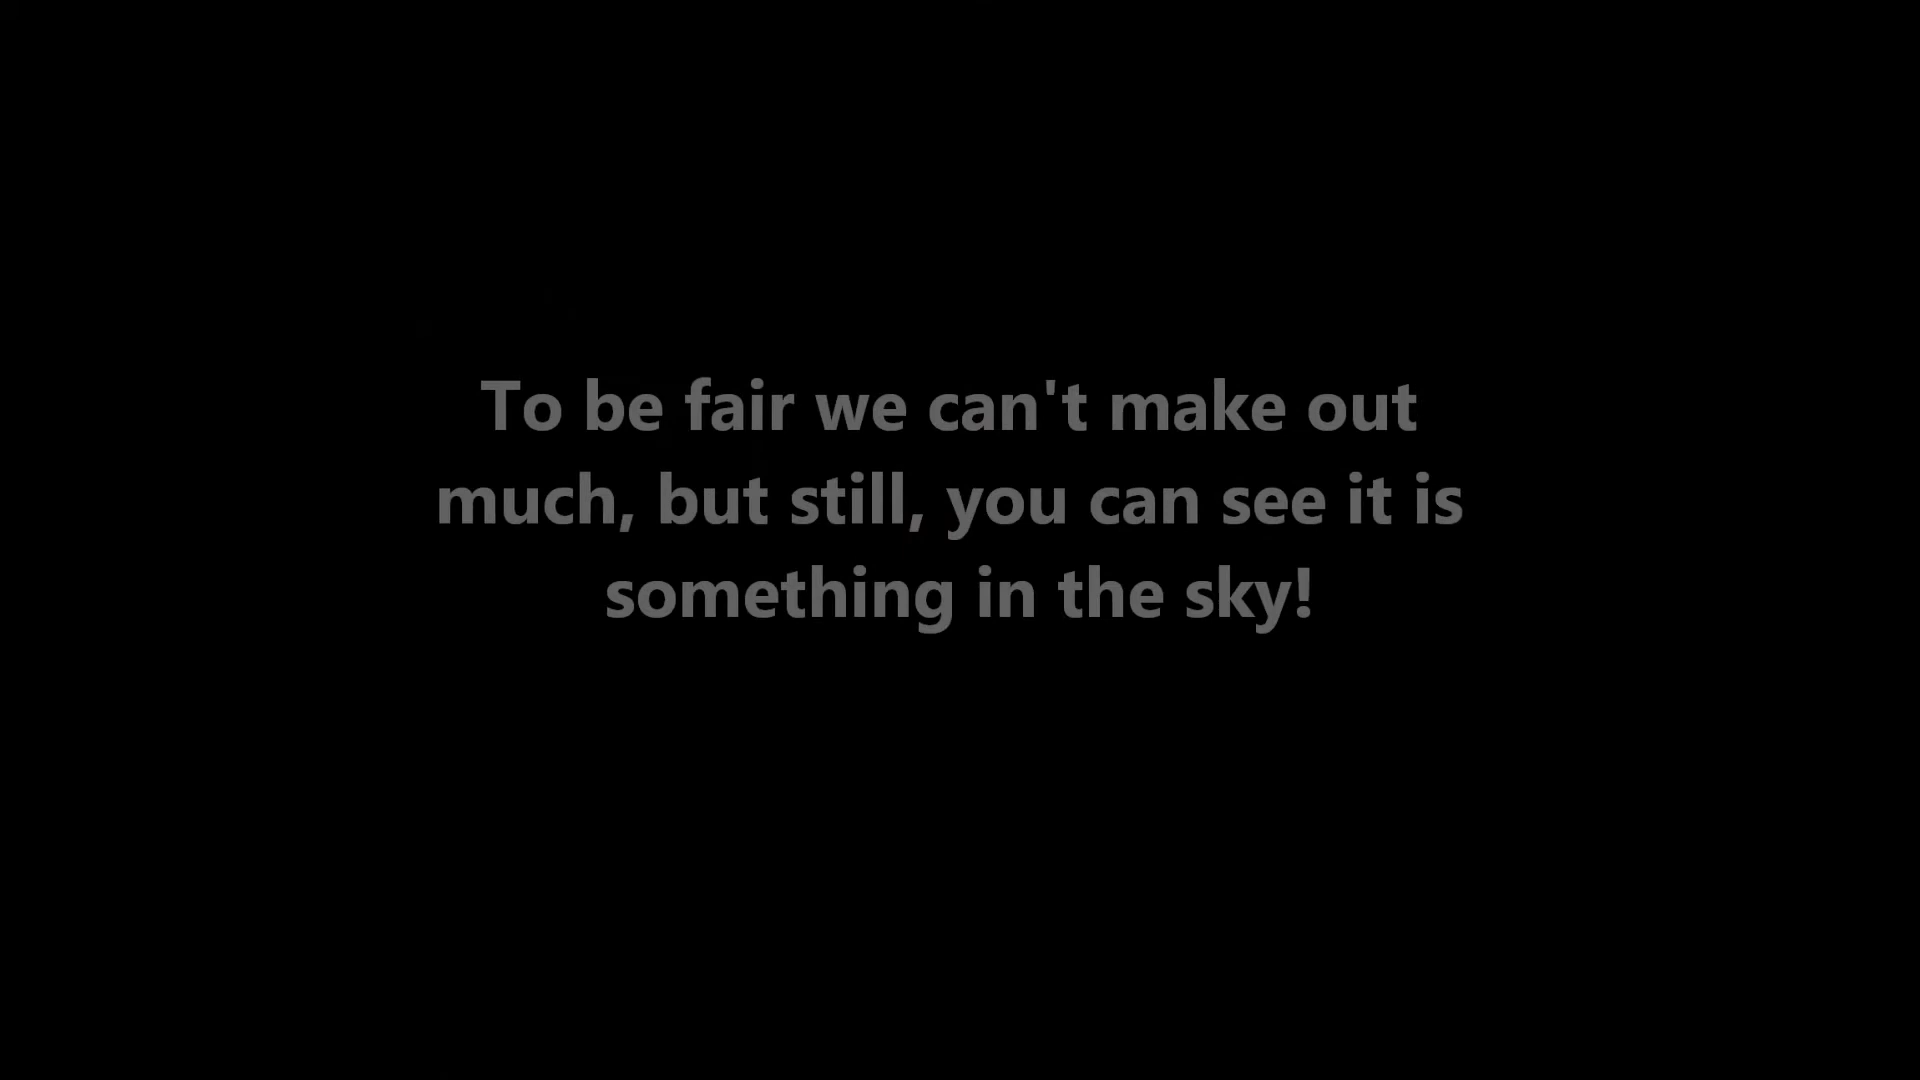 To be fair we can't make out
much, but still, you can see it is
something in the sky!